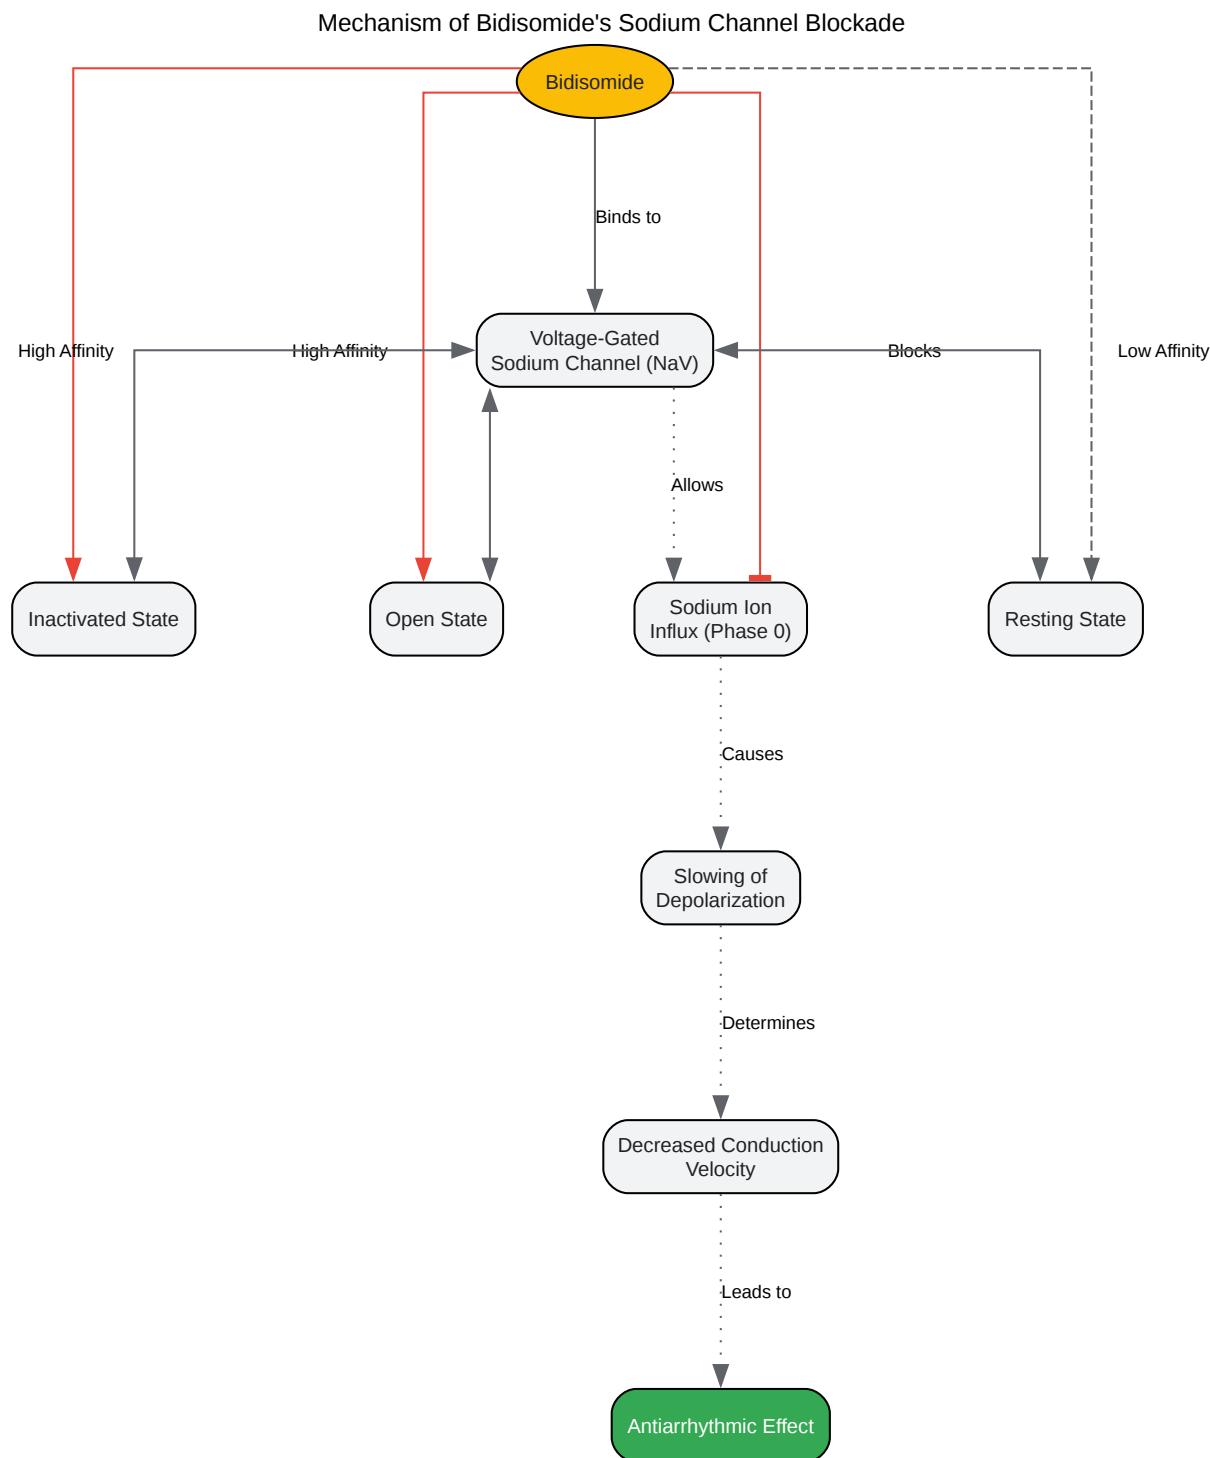 Mechanism of Bidisomide's Sodium Channel Blockade
Bidisomide
Binds to
Voltage-Gated
Sodium Channel (NaV)
High Affinity
High Affinity
Blocks
Low Affinity
Allows
Inactivated State
Open State
Sodium Ion
Influx (Phase 0)
Resting State
Causes
Slowing of
Depolarization
Determines
Decreased Conduction
Velocity
Leads to
Antiarrhythmic Effect